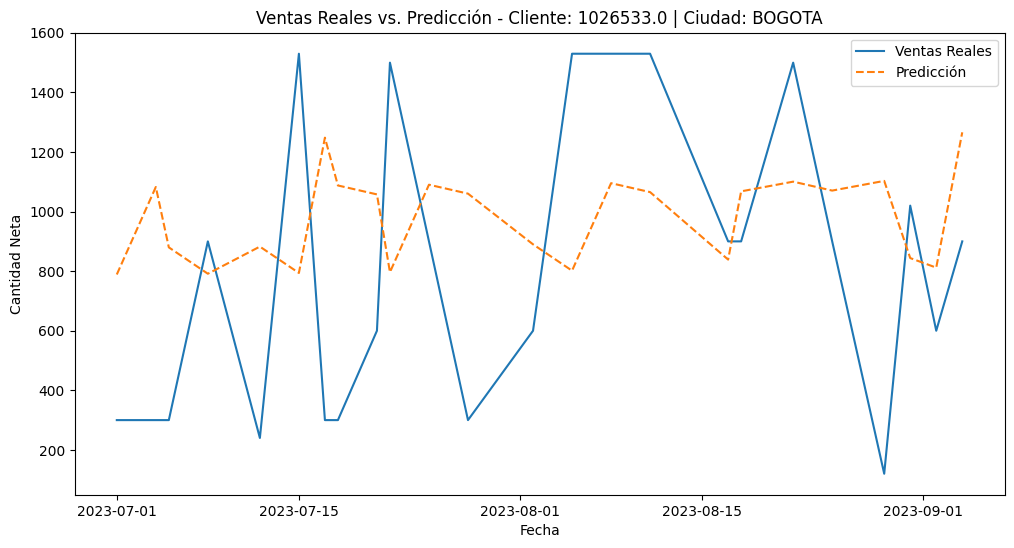 Ventas Reales vs. Predicción - Cliente: 1026533.0 | Ciudad: BOGOTA
Ventas Reales
Predicción
Cantidad Neta
1600
1400
1200
1000
800
600
400
200
2023-07-01
2023-07-15
2023-08-01
2023-08-15
2023-09-01
Fecha